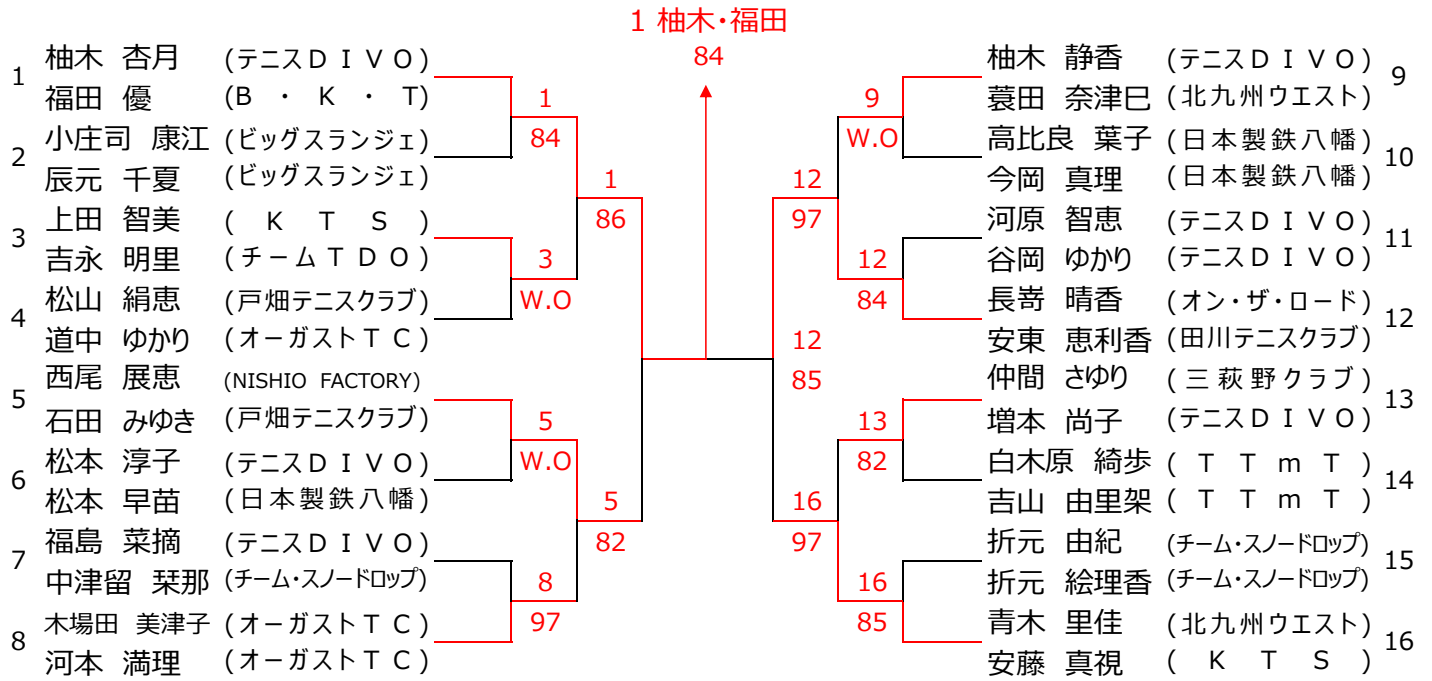 1 柚木・福田
84
1
柚木 杏月 (テニスＤＩＶＯ)
福田 優 (Ｂ・Ｋ・Ｔ)
2
小庄司 康江 (ビッグスランジェ)
辰元 千夏 (ビッグスランジェ)
3
上田 智美 (ＫＴＳ)
吉永 明里 (チームＴＤＯ)
4
松山 絹恵 (戸畑テニスクラブ)
道中 ゆかり (オーガストＴＣ)
5
西尾 展恵 (NISHIO FACTORY)
石田 みゆき (戸畑テニスクラブ)
6
松本 淳子 (テニスＤＩＶＯ)
松本 早苗 (日本製鉄八幡)
7
福島 菜摘 (テニスＤＩＶＯ)
中津留 栞那 (チーム・スノードロップ)
8
木場田 美津子 (オーガストＴＣ)
河本 満理 (オーガストＴＣ)
1
84
3
W.O
5
W.O
8
97
1
86
5
82
12
85
12
97
16
97
9
W.O
12
84
13
82
16
85
柚木 静香 (テニスＤＩＶＯ)
蓑田 奈津巳 (北九州ウエスト)
9
高比良 葉子 (日本製鉄八幡)
今岡 真理 (日本製鉄八幡)
10
河原 智恵 (テニスＤＩＶＯ)
谷岡 ゆかり (テニスＤＩＶＯ)
11
長嵜 晴香 (オン・ザ・ロード)
安東 恵利香 (田川テニスクラブ)
12
仲間 さゆり (三萩野クラブ)
増本 尚子 (テニスＤＩＶＯ)
13
白木原 綺歩 (ＴＴｍＴ)
吉山 由里架 (ＴＴｍＴ)
14
折元 由紀 (チーム・スノードロップ)
折元 絵理香 (チーム・スノードロップ)
15
青木 里佳 (北九州ウエスト)
安藤 真視 (ＫＴＳ)
16